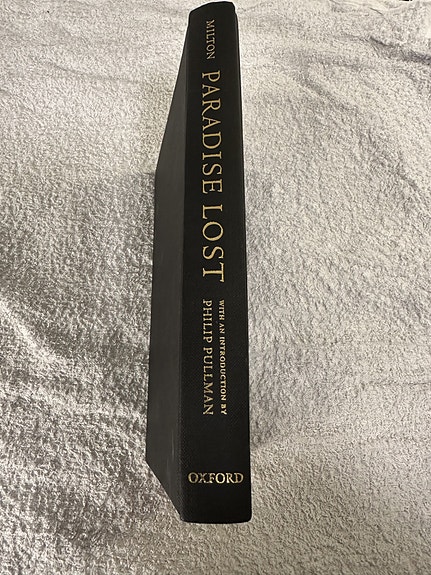 MILTON
PARADISE LOST
WITH AN INTRODUCTION BY
PHILIP PULLMAN
OXFORD